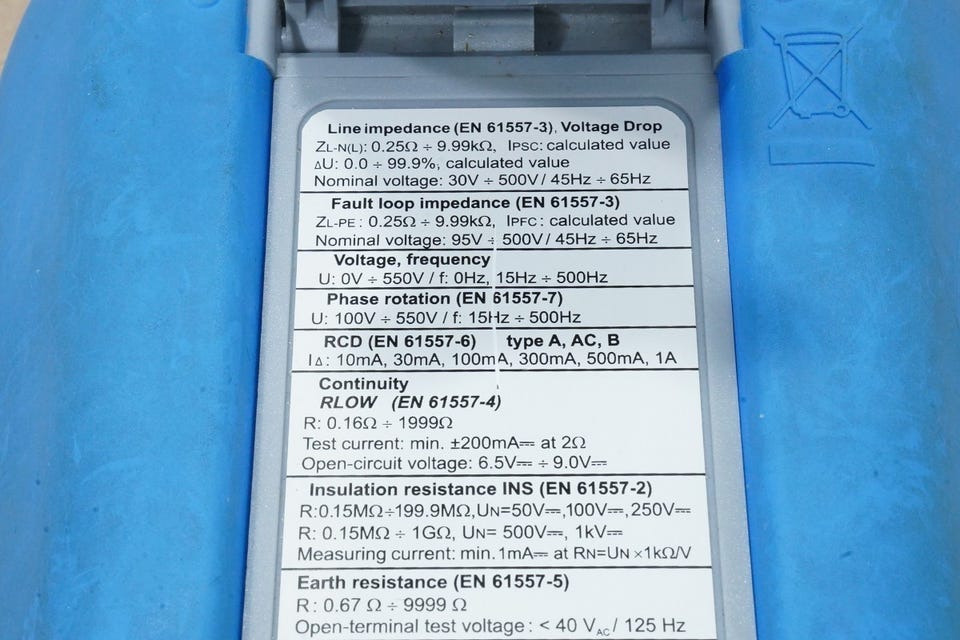 Line impedance (EN 61557-3), Voltage Drop
ZL-N(L): 0.25Ω ÷ 9.99kΩ, IPSC: calculated value
ΔU: 0.0 ÷ 99.9%, calculated value
Nominal voltage: 30V ÷ 500V / 45Hz ÷ 65Hz
Fault loop impedance (EN 61557-3)
ZL-PE : 0.25Ω ÷ 9.99kΩ, IPFC : calculated value
Nominal voltage: 95V ÷ 500V / 45Hz ÷ 65Hz
Voltage, frequency
U: 0V ÷ 550V / f: 0Hz, 15Hz ÷ 500Hz
Phase rotation (EN 61557-7)
U: 100V ÷ 550V / f: 15Hz ÷ 500Hz
RCD (EN 61557-6) type A, AC, B
IΔ: 10mA, 30mA, 100mA, 300mA, 500mA, 1A
Continuity
RLOW (EN 61557-4)
R: 0.16Ω ÷ 1999Ω
Test current: min. ±200mA⎓ at 2Ω
Open-circuit voltage: 6.5V⎓ ÷ 9.0V⎓
Insulation resistance INS (EN 61557-2)
R:0.15MΩ÷199.9MΩ,UN=50V⎓,100V⎓,250V⎓
R: 0.15MΩ ÷ 1GΩ, UN= 500V⎓, 1kV⎓
Measuring current: min.1mA⎓ at RN=UN ×1kΩ/V
Earth resistance (EN 61557-5)
R: 0.67 Ω ÷ 9999 Ω
Open-terminal test voltage : < 40 VAC / 125 Hz